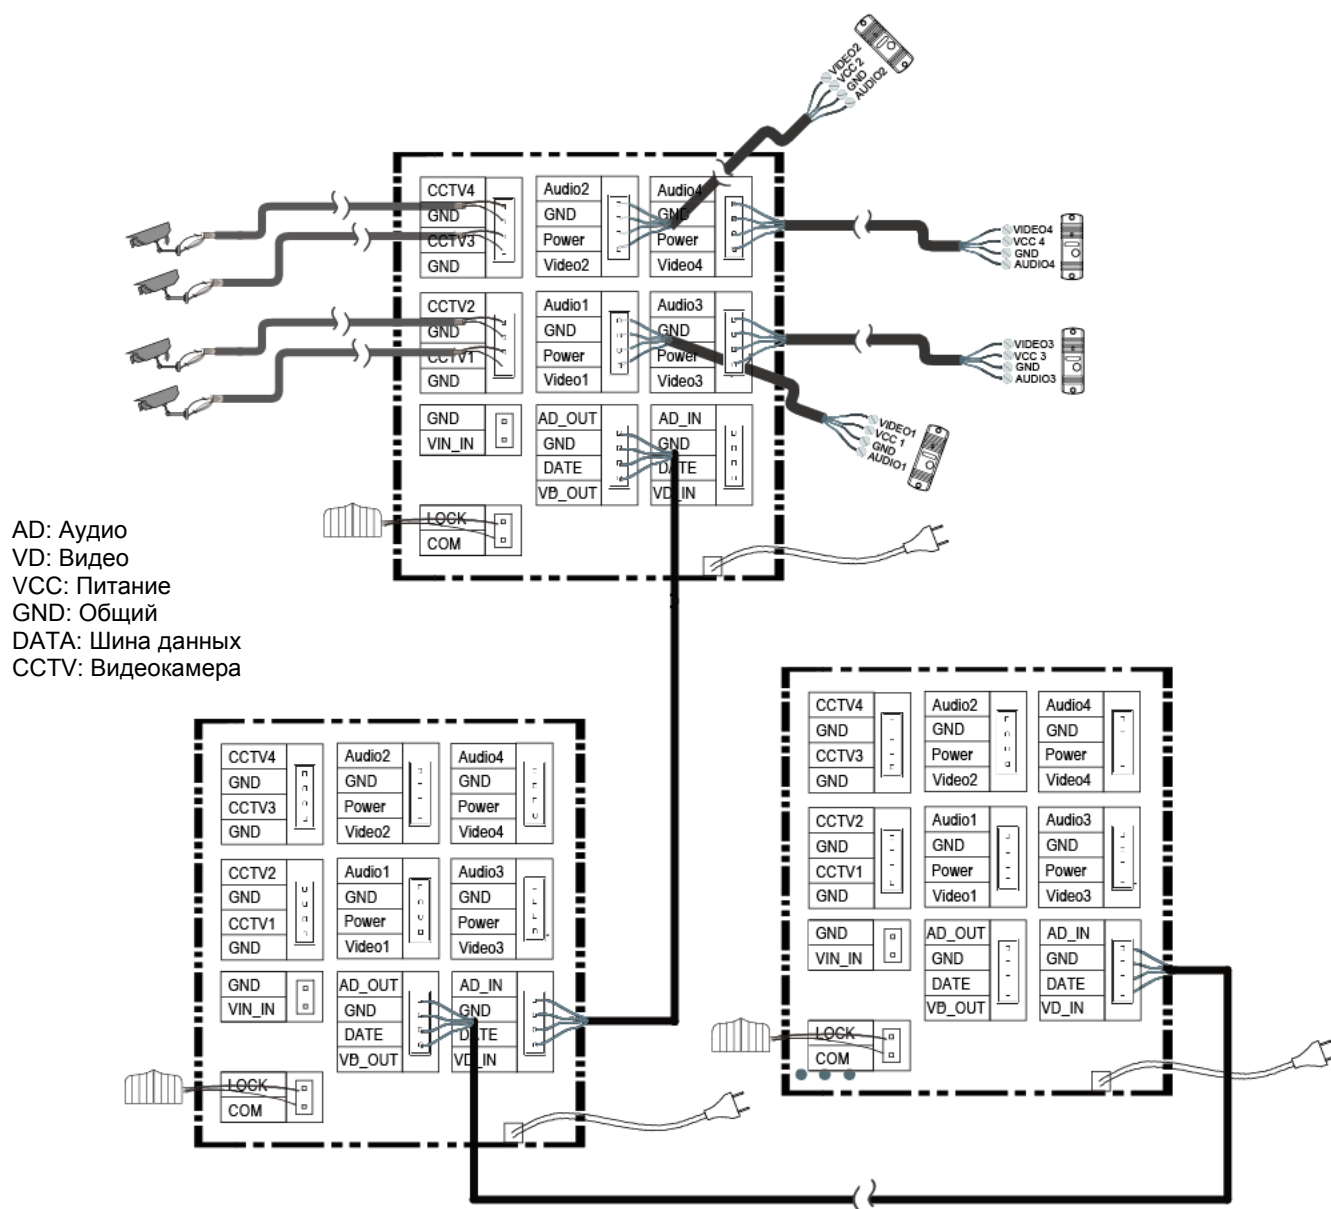 VIDEO2
VCC 2
GND
AUDIO2
CCTV4
GND
CCTV3
GND
Audio2
GND
Power
Video2
Audio4
GND
Power
Video4
VIDEO4
VCC 4
GND
AUDIO4
CCTV2
GND
CCTV1
GND
Audio1
GND
Power
Video1
Audio3
GND
Power
Video3
VIDEO3
VCC 3
GND
AUDIO3
VIDEO1
VCC 1
GND
AUDIO1
GND
VIN_IN
AD_OUT
GND
DATE
VD_OUT
AD_IN
GND
DATE
VD_IN
LOCK
COM
AD: Аудио
VD: Видео
VCC: Питание
GND: Общий
DATA: Шина данных
CCTV: Видеокамера
CCTV4
GND
CCTV3
GND
Audio2
GND
Power
Video2
Audio4
GND
Power
Video4
CCTV2
GND
CCTV1
GND
Audio1
GND
Power
Video1
Audio3
GND
Power
Video3
GND
VIN_IN
AD_OUT
GND
DATE
VD_OUT
AD_IN
GND
DATE
VD_IN
LOCK
COM
CCTV4
GND
CCTV3
GND
Audio2
GND
Power
Video2
Audio4
GND
Power
Video4
CCTV2
GND
CCTV1
GND
Audio1
GND
Power
Video1
Audio3
GND
Power
Video3
GND
VIN_IN
AD_OUT
GND
DATE
VD_OUT
AD_IN
GND
DATE
VD_IN
LOCK
COM